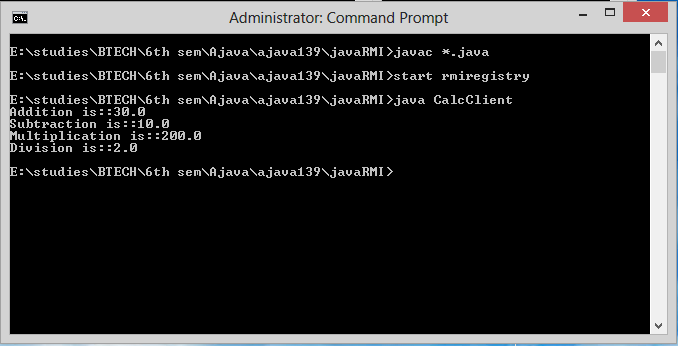 Administrator: Command Prompt
E:\studies\BTECH\6th sem\Ajava\ajava139\javaRMI>javac *.java
E:\studies\BTECH\6th sem\Ajava\ajava139\javaRMI>start rmiregistry
E:\studies\BTECH\6th sem\Ajava\ajava139\javaRMI>java CalcClient
Addition is::30.0
Subtraction is::10.0
Multiplication is::200.0
Division is::2.0
E:\studies\BTECH\6th sem\Ajava\ajava139\javaRMI>